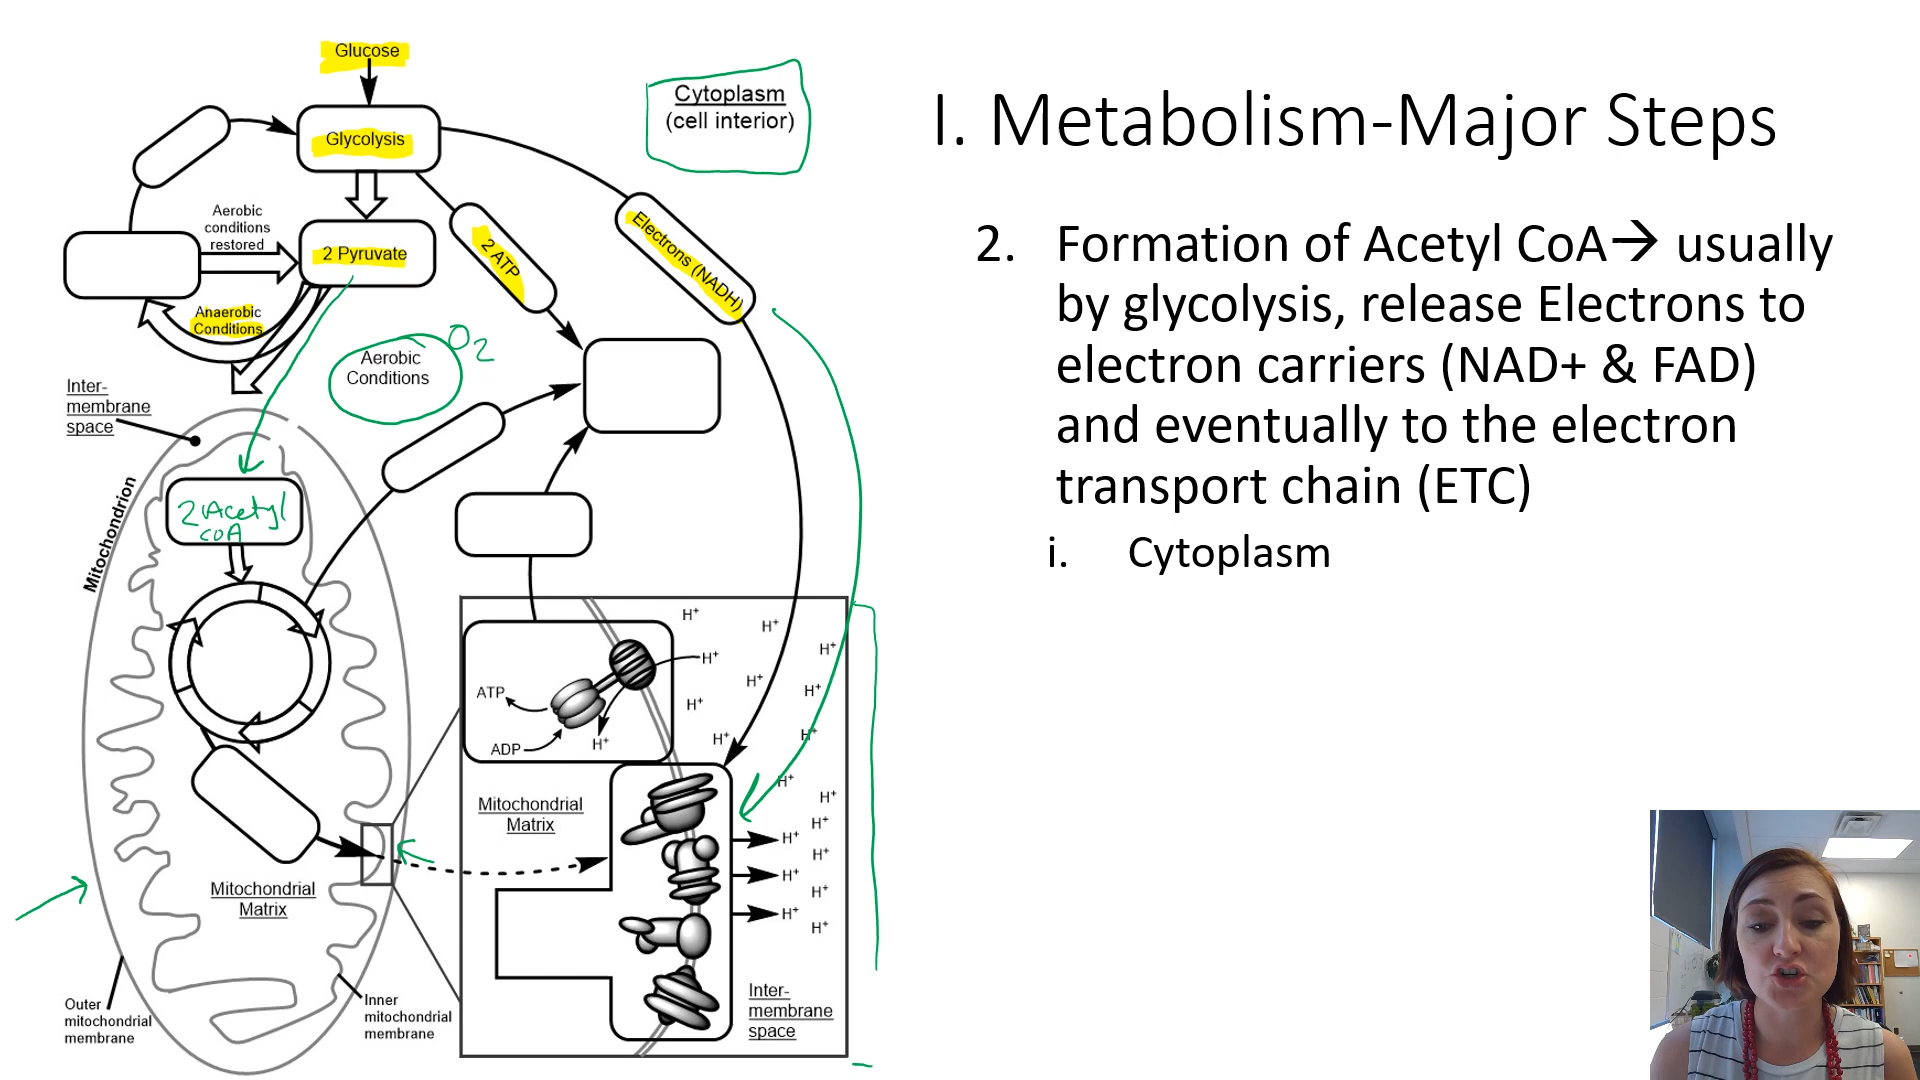 I. Metabolism-Major Steps
2. Formation of Acetyl CoA→ usually
by glycolysis, release Electrons to
electron carriers (NAD+ & FAD)
and eventually to the electron
transport chain (ETC)
i. Cytoplasm
Glucose
Cytoplasm
(cell interior)
Glycolysis
Aerobic
conditions
restored
2 Pyruvate
2 ATP
Electrons (NADH)
Anaerobic
Conditions
O2
Aerobic
Conditions
Inter-
membrane
space
Mitochondrion
2 Acetyl
COA
H+
H+
H+
H+
H+
H+
ATP
H+
H+
ADP
H+
H+
H+
H+
H+
Mitochondrial
Matrix
H+
H+
H+
H+
H+
H+
H+
Mitochondrial
Matrix
Inter-
membrane
space
Outer
mitochondrial
membrane
Inner
mitochondrial
membrane